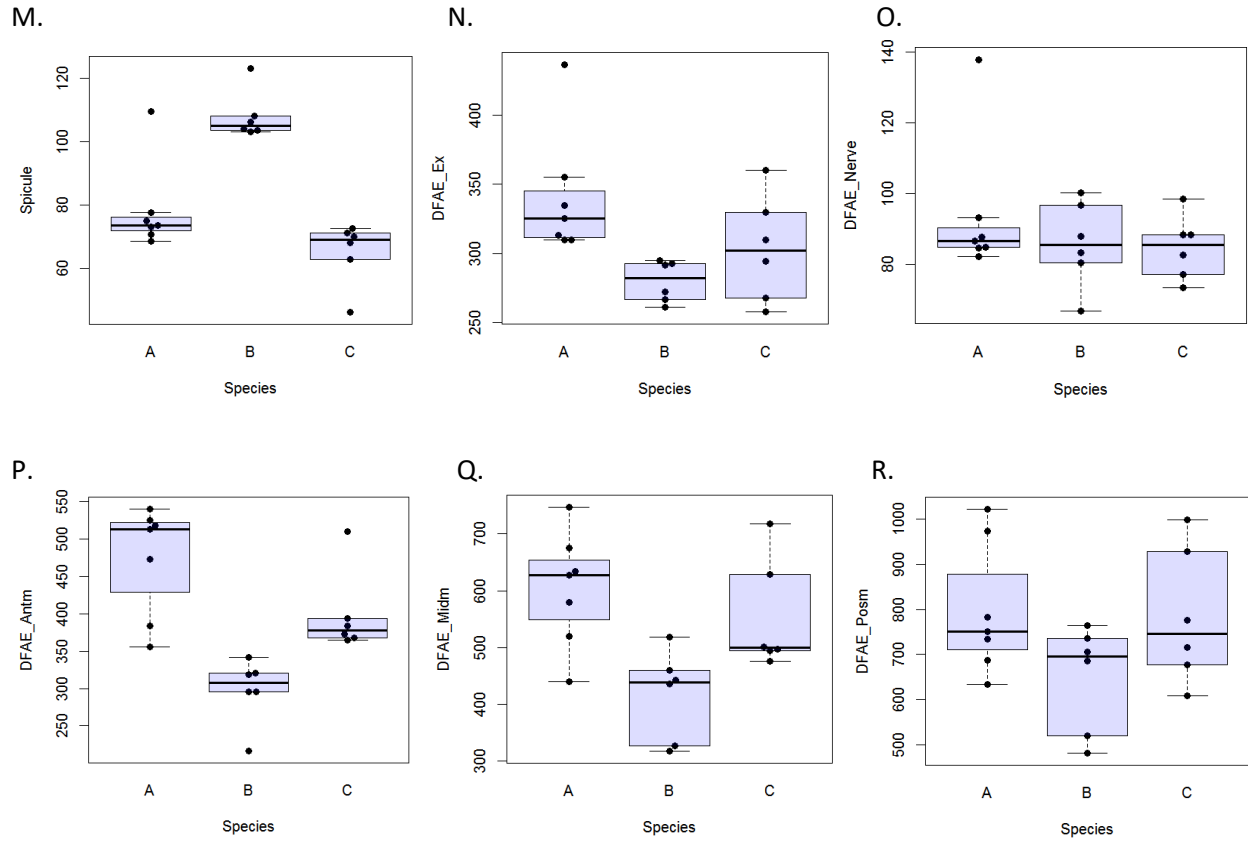 M.
Spicule
120
100
80
60
A B C
Species
N.
DFAE_Ex
400
350
300
250
A B C
Species
O.
DFAE_Nerve
140
120
100
80
A B C
Species
P.
DFAE_Antm
550
500
450
400
350
300
250
A B C
Species
Q.
DFAE_Midm
700
600
500
400
300
A B C
Species
R.
DFAE_Posm
1000
900
800
700
600
500
A B C
Species